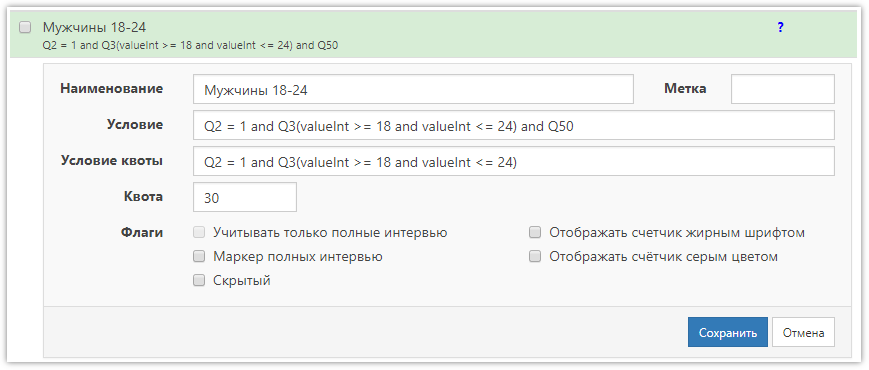 Мужчины 18-24 ?
Q2 = 1 and Q3(valueInt >= 18 and valueInt <= 24) and Q50
Наименование Мужчины 18-24 Метка
Условие Q2 = 1 and Q3(valueInt >= 18 and valueInt <= 24) and Q50
Условие квоты Q2 = 1 and Q3(valueInt >= 18 and valueInt <= 24)
Квота 30
Флаги Учитывать только полные интервью Отображать счетчик жирным шрифтом
Маркер полных интервью Отображать счётчик серым цветом
Скрытый
Сохранить Отмена